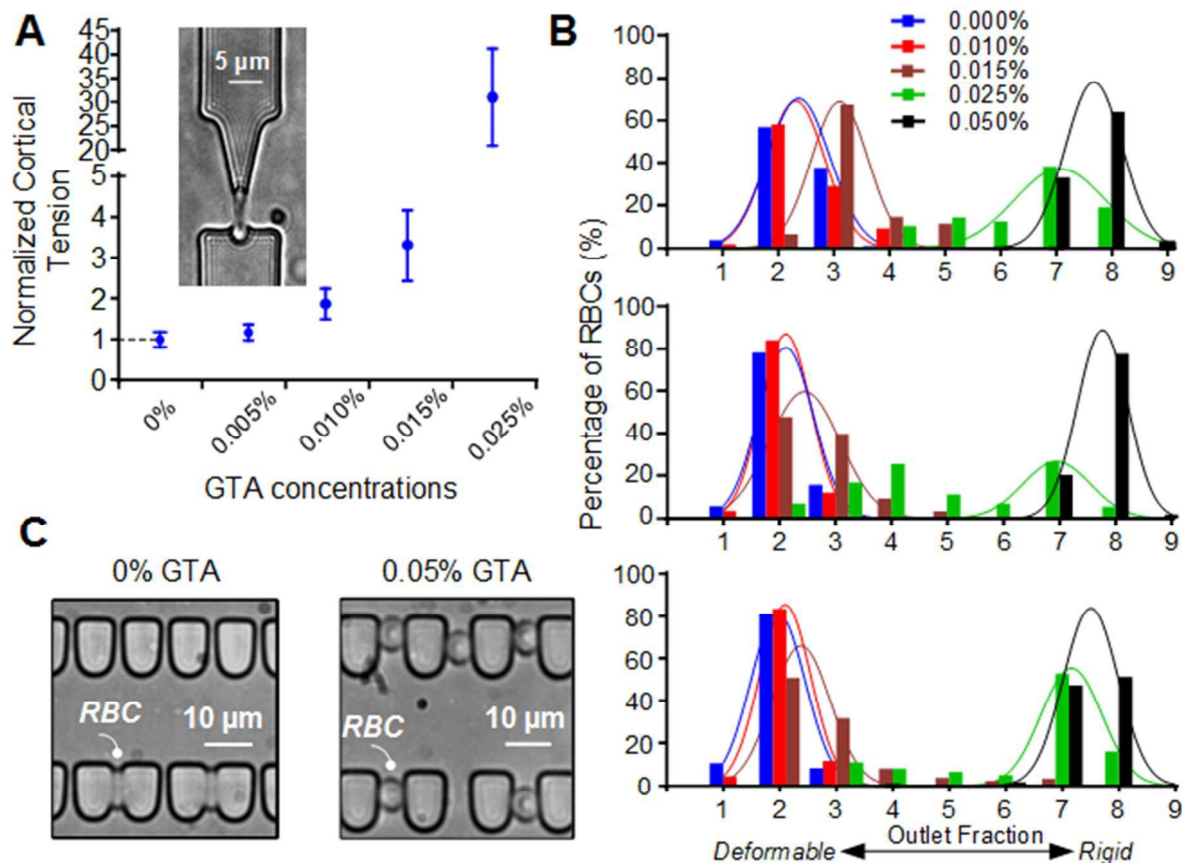 A
Normalized Cortical
Tension
45
40
35
30
25
20
5
4
3
2
1
0
5 µm
0%
0.005%
0.010%
0.015%
0.025%
GTA concentrations
B
0.000%
0.010%
0.015%
0.025%
0.050%
Percentage of RBCs (%)
100
80
60
40
20
0
1 2 3 4 5 6 7 8 9
100
80
60
40
20
0
1 2 3 4 5 6 7 8 9
100
80
60
40
20
0
1 2 3 4 5 6 7 8 9
Outlet Fraction
Deformable
Rigid
C
0% GTA
RBC
10 µm
0.05% GTA
RBC
10 µm